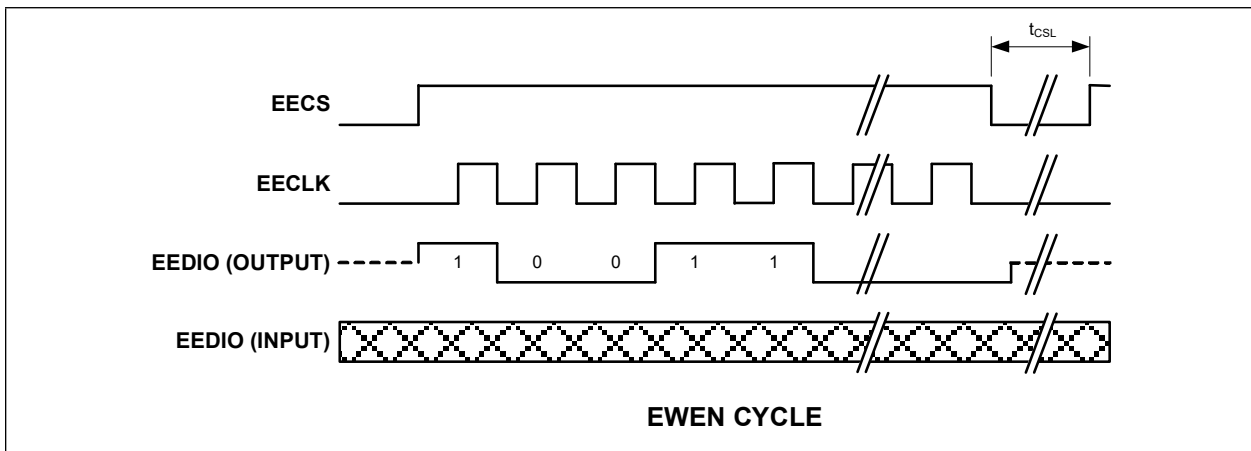 tCSL
EECS
EECLK
EEDIO (OUTPUT) 1 0 0 1 1
EEDIO (INPUT)
EWEN CYCLE